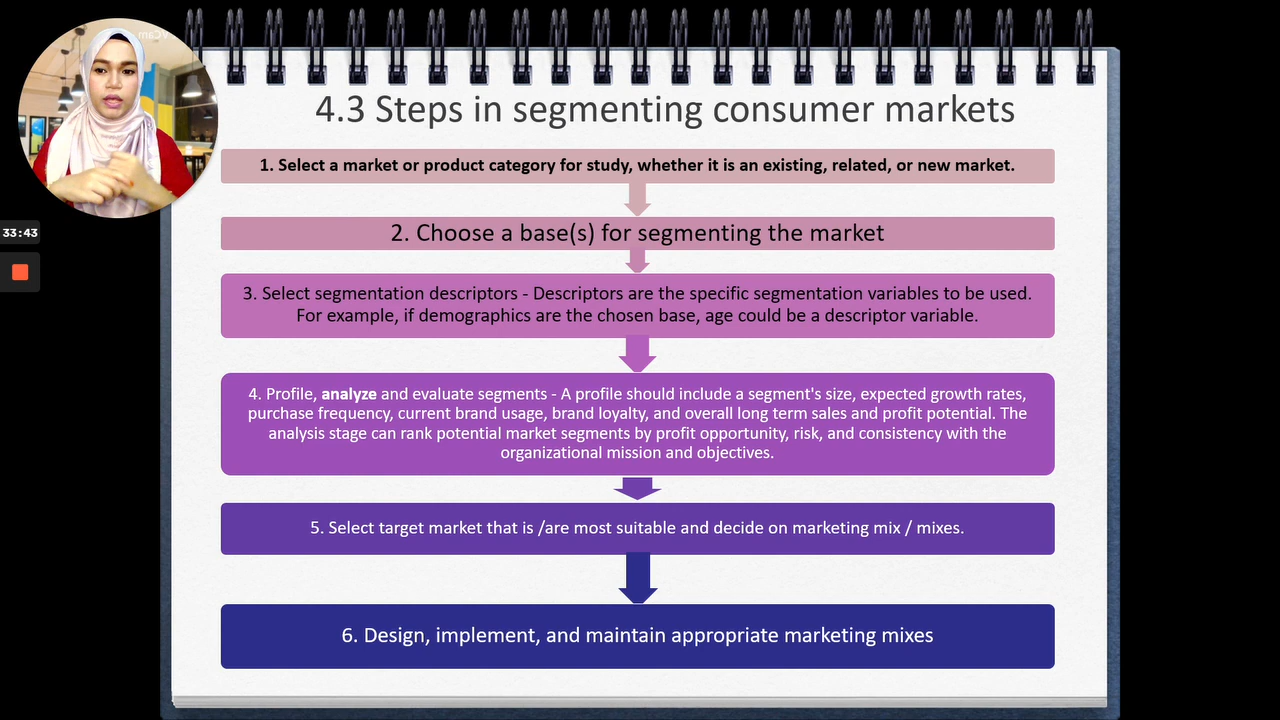 4.3 Steps in segmenting consumer markets
1. Select a market or product category for study, whether it is an existing, related, or new market.
2. Choose a base(s) for segmenting the market
33:43
3. Select segmentation descriptors - Descriptors are the specific segmentation variables to be used.
For example, if demographics are the chosen base, age could be a descriptor variable.
4. Profile, analyze and evaluate segments - A profile should include a segment's size, expected growth rates,
purchase frequency, current brand usage, brand loyalty, and overall long term sales and profit potential. The
analysis stage can rank potential market segments by profit opportunity, risk, and consistency with the
organizational mission and objectives.
5. Select target market that is /are most suitable and decide on marketing mix / mixes.
6. Design, implement, and maintain appropriate marketing mixes